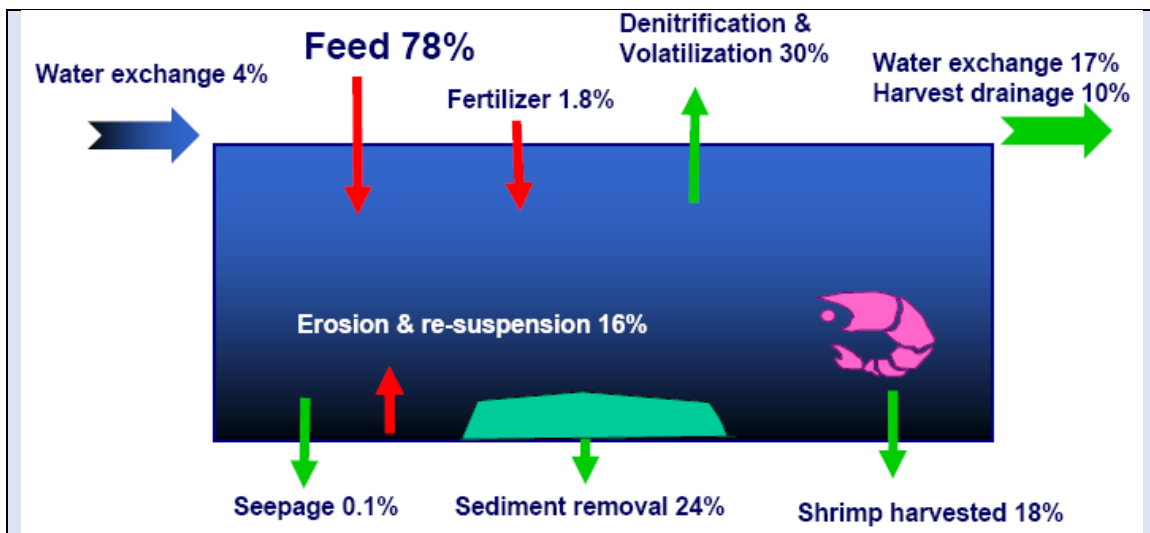 Water exchange 4%
Feed 78%
Fertilizer 1.8%
Denitrification &
Volatilization 30%
Water exchange 17%
Harvest drainage 10%
Erosion & re-suspension 16%
Seepage 0.1%
Sediment removal 24%
Shrimp harvested 18%